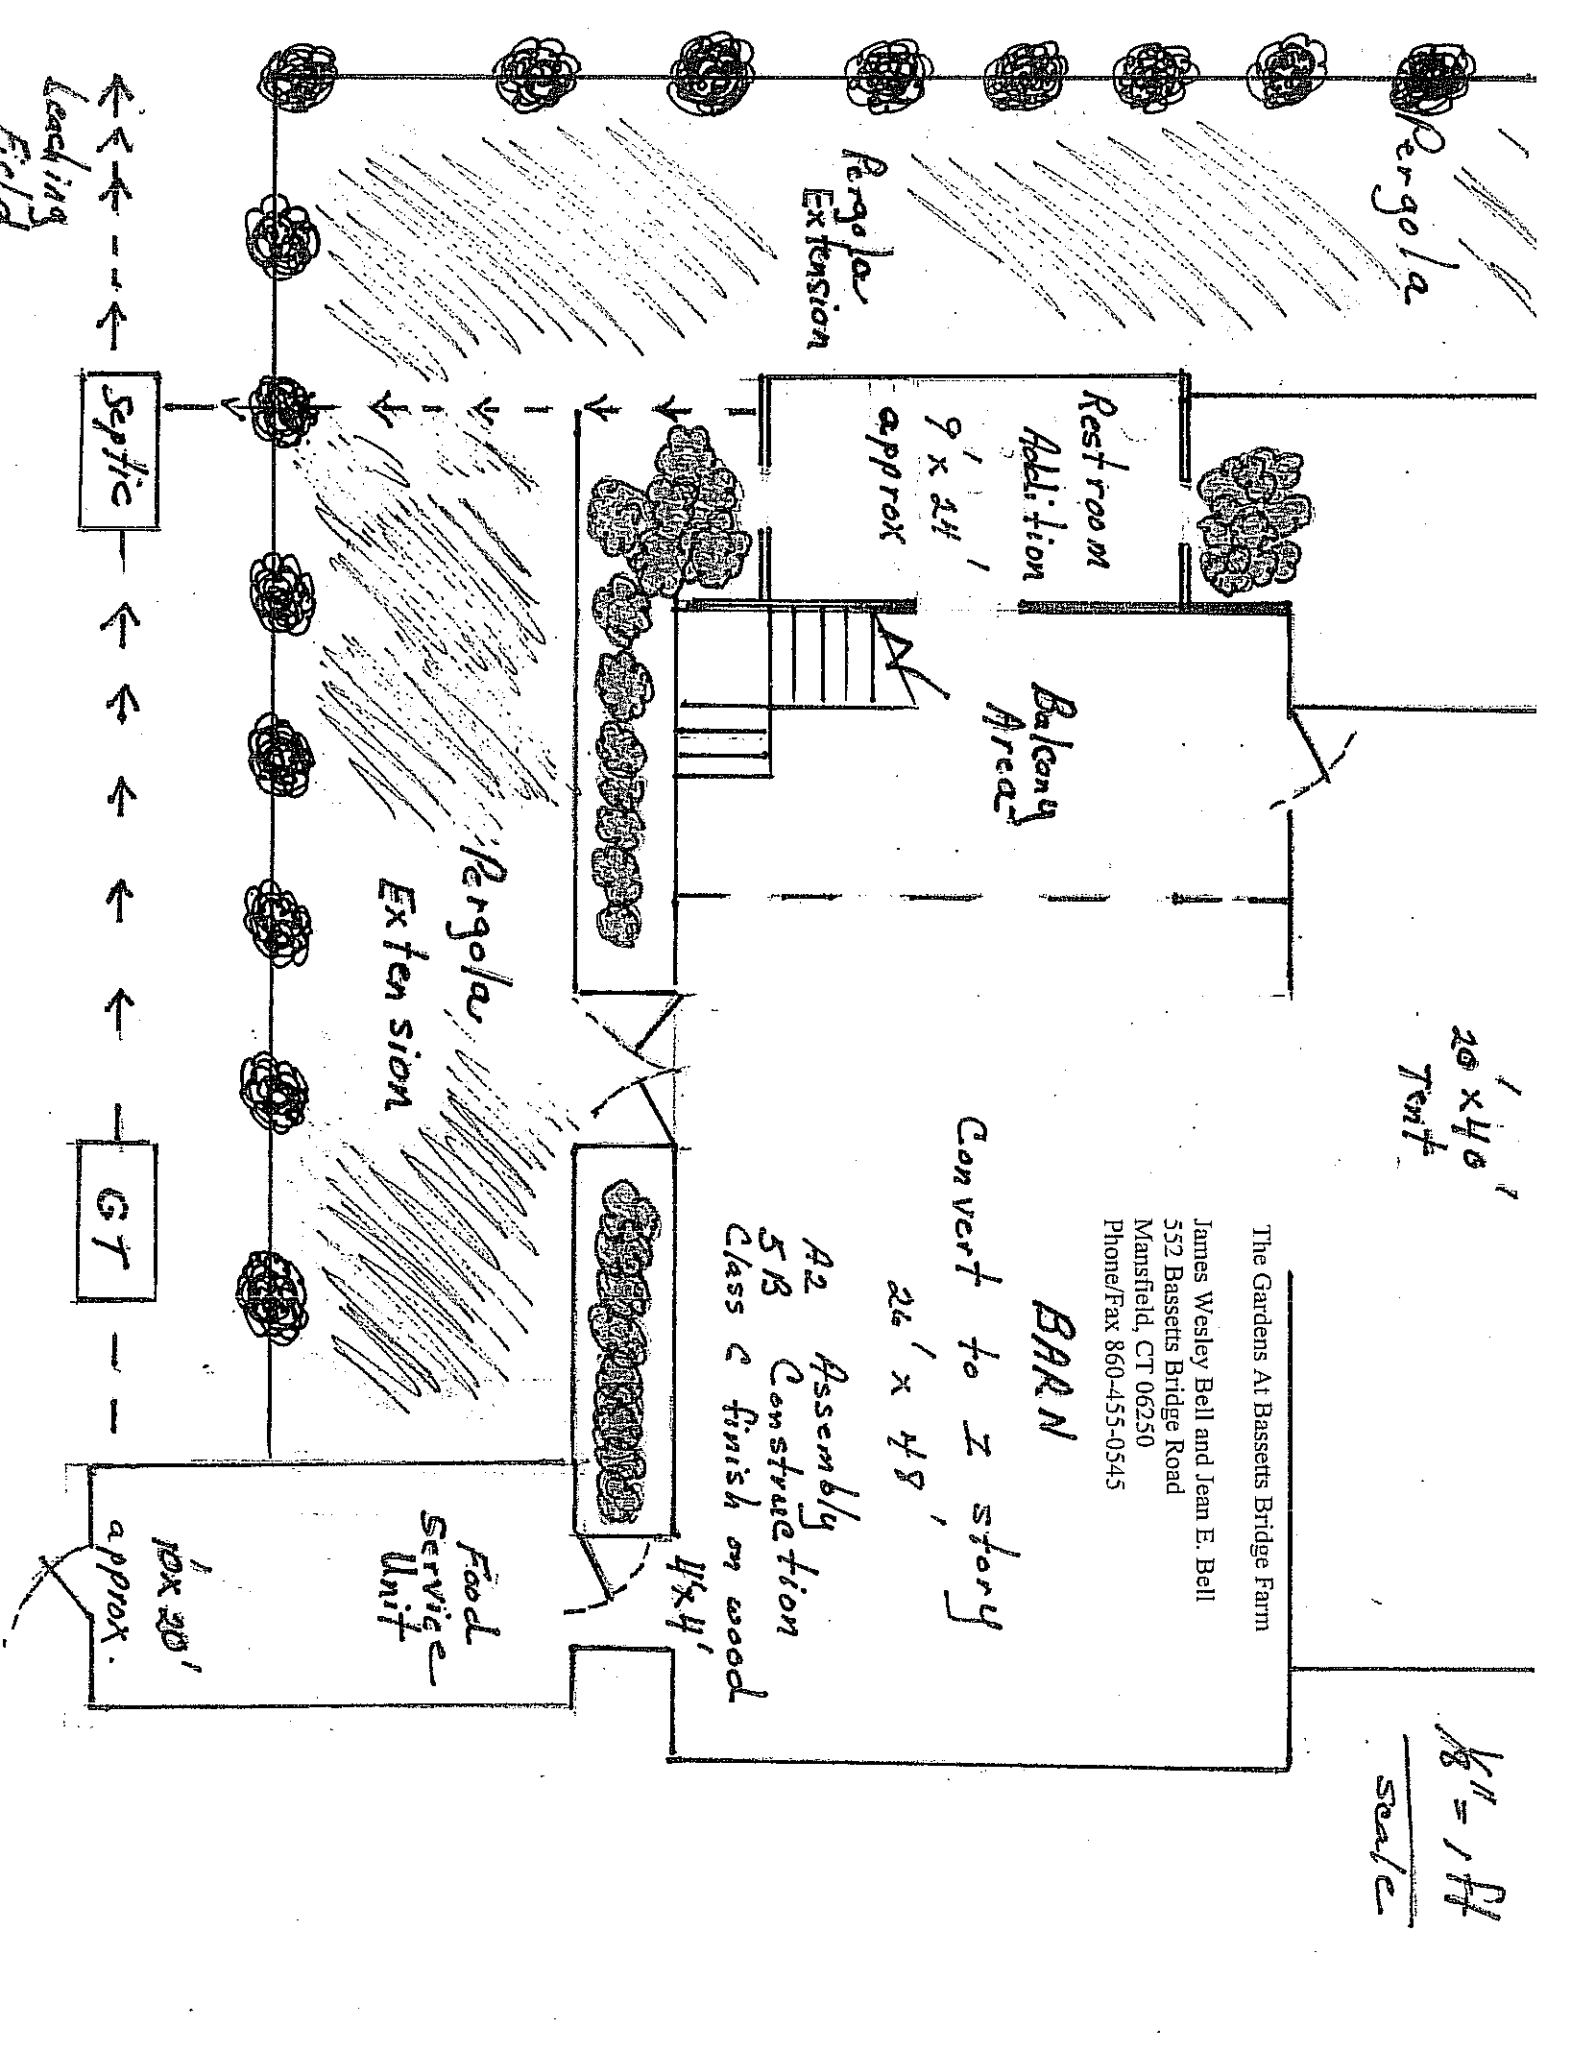 1/8" = 1 ft
scale
20' x 40'
Tent
The Gardens At Bassetts Bridge Farm
James Wesley Bell and Jean E. Bell
552 Bassetts Bridge Road
Mansfield, CT 06250
Phone/Fax 860-455-0545
Pergola
Pergola
Extension
Restroom
Addition
9' x 24'
approx
Balcony
Area
BARN
Convert to I story
26' x 48'
A2 Assembly
5B Construction
Class C finish on wood
4'x4'
Pergola
Extension
Food
Service
Unit
10' x 20'
approx.
Leaching
Field
Septic
GT